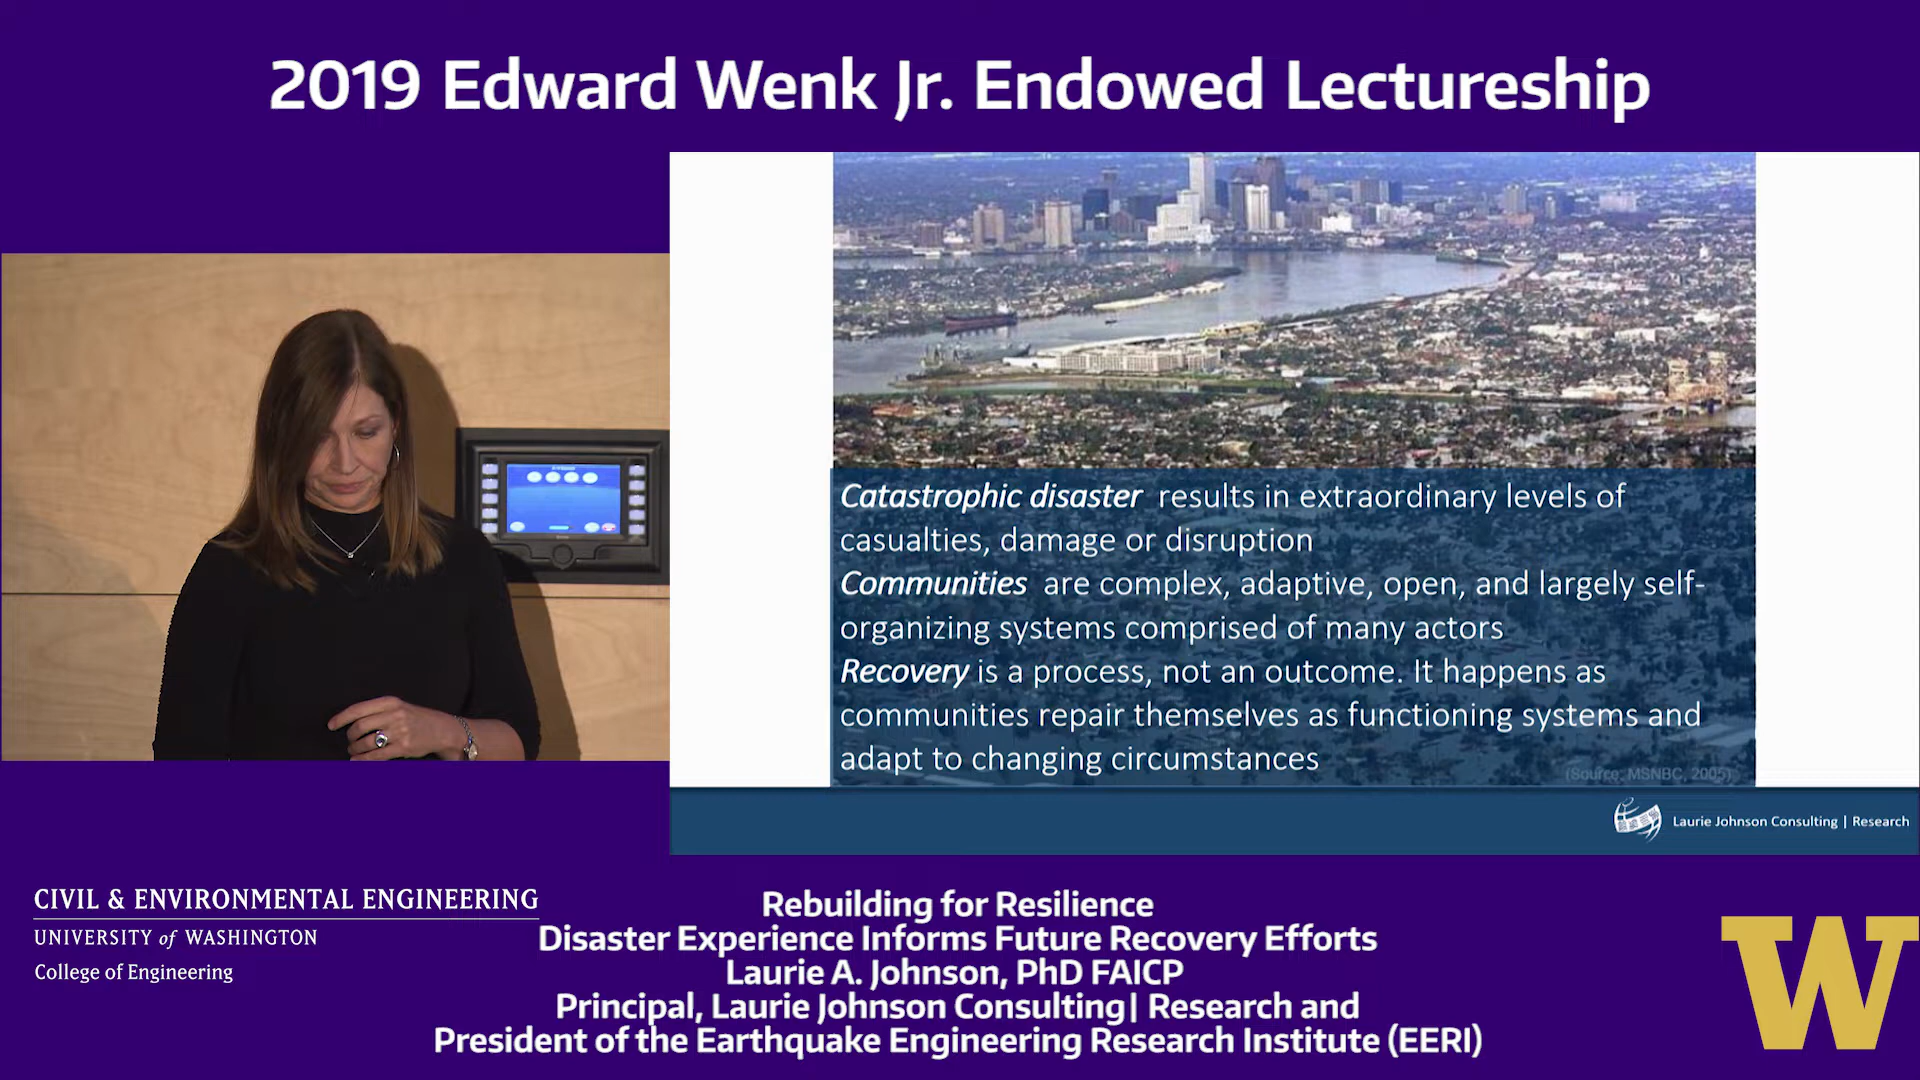 2019 Edward Wenk Jr. Endowed Lectureship
Catastrophic disaster results in extraordinary levels of
casualties, damage or disruption
Communities are complex, adaptive, open, and largely self-
organizing systems comprised of many actors
Recovery is a process, not an outcome. It happens as
communities repair themselves as functioning systems and
adapt to changing circumstances
(Source: MSNBC, 2005)
Laurie Johnson Consulting | Research
CIVIL & ENVIRONMENTAL ENGINEERING
UNIVERSITY of WASHINGTON
College of Engineering
Rebuilding for Resilience
Disaster Experience Informs Future Recovery Efforts
Laurie A. Johnson, PhD FAICP
Principal, Laurie Johnson Consulting| Research and
President of the Earthquake Engineering Research Institute (EERI)
W